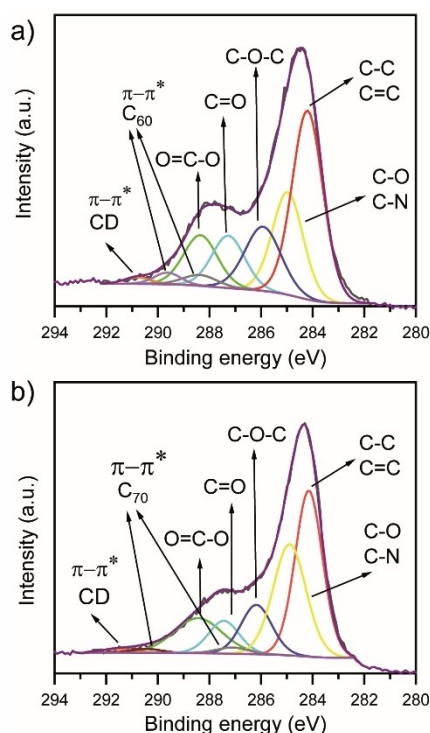 a)
C-O-C
π−π*
C₆₀
C=O
C-C
C=C
O=C-O
π−π*
CD
C-O
C-N
Intensity (a.u.)
294 292 290 288 286 284 282 280
Binding energy (eV)
b)
C-O-C
π−π*
C₇₀
C=O
C-C
C=C
O=C-O
π−π*
CD
C-O
C-N
Intensity (a.u.)
294 292 290 288 286 284 282 280
Binding energy (eV)